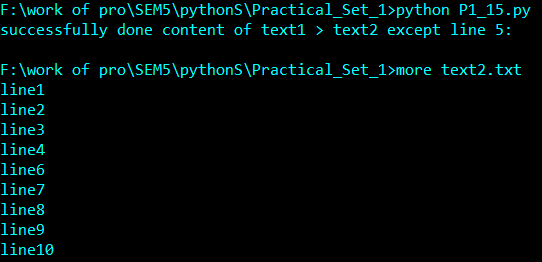 F:\work of pro\SEM5\pythonS\Practical_Set_1>python P1_15.py
successfully done content of text1 > text2 except line 5:
F:\work of pro\SEM5\pythonS\Practical_Set_1>more text2.txt
line1
line2
line3
line4
line6
line7
line8
line9
line10